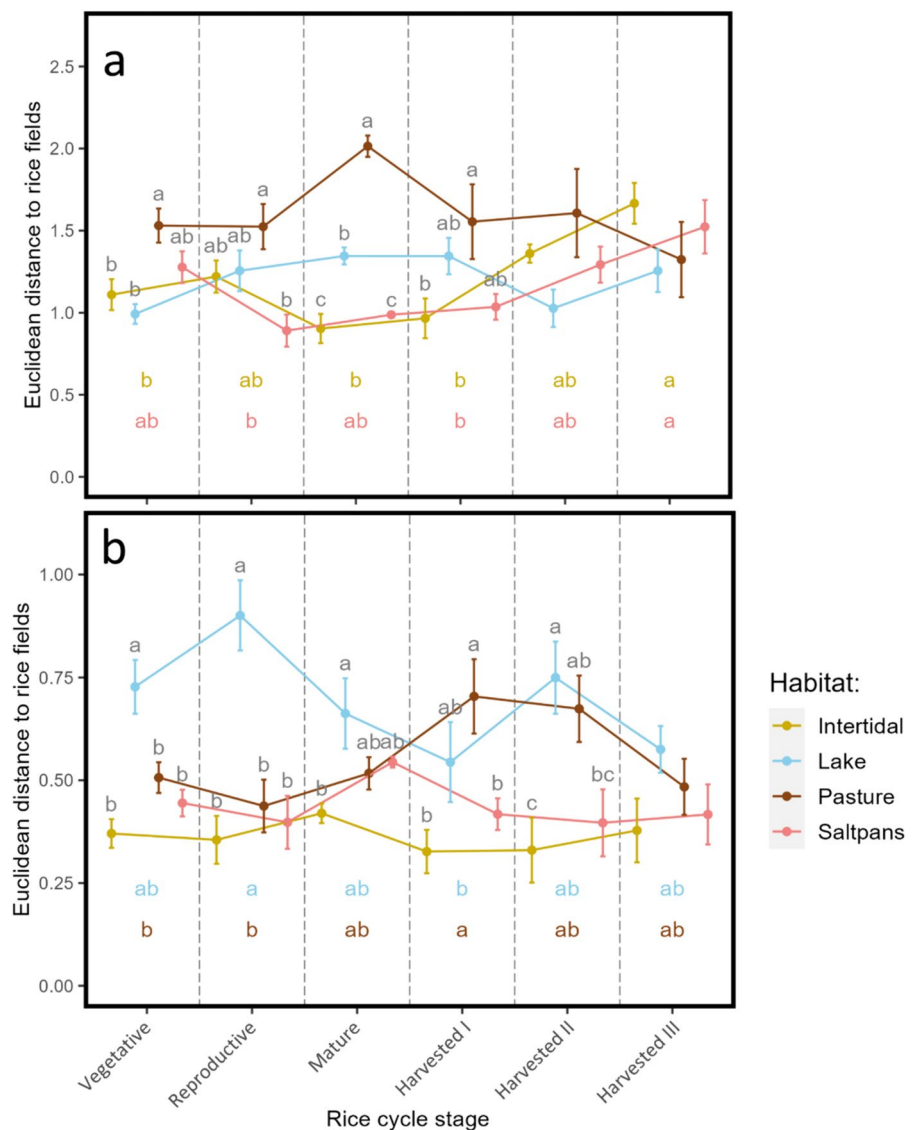 a
Euclidean distance to rice fields
2.5
2.0
1.5
1.0
0.5
0.0
a
a a a
ab ab ab b ab
b b b c c b ab
b ab b b ab a
ab b ab b ab a
b
Euclidean distance to rice fields
1.00
0.75
0.50
0.25
0.00
a
a a a a
ab ab
ab ab
b b b b b b b c bc
ab a ab b ab ab
b b ab a ab ab
Vegetative
Reproductive
Mature
Harvested I
Harvested II
Harvested III
Rice cycle stage
Habitat:
Intertidal
Lake
Pasture
Saltpans